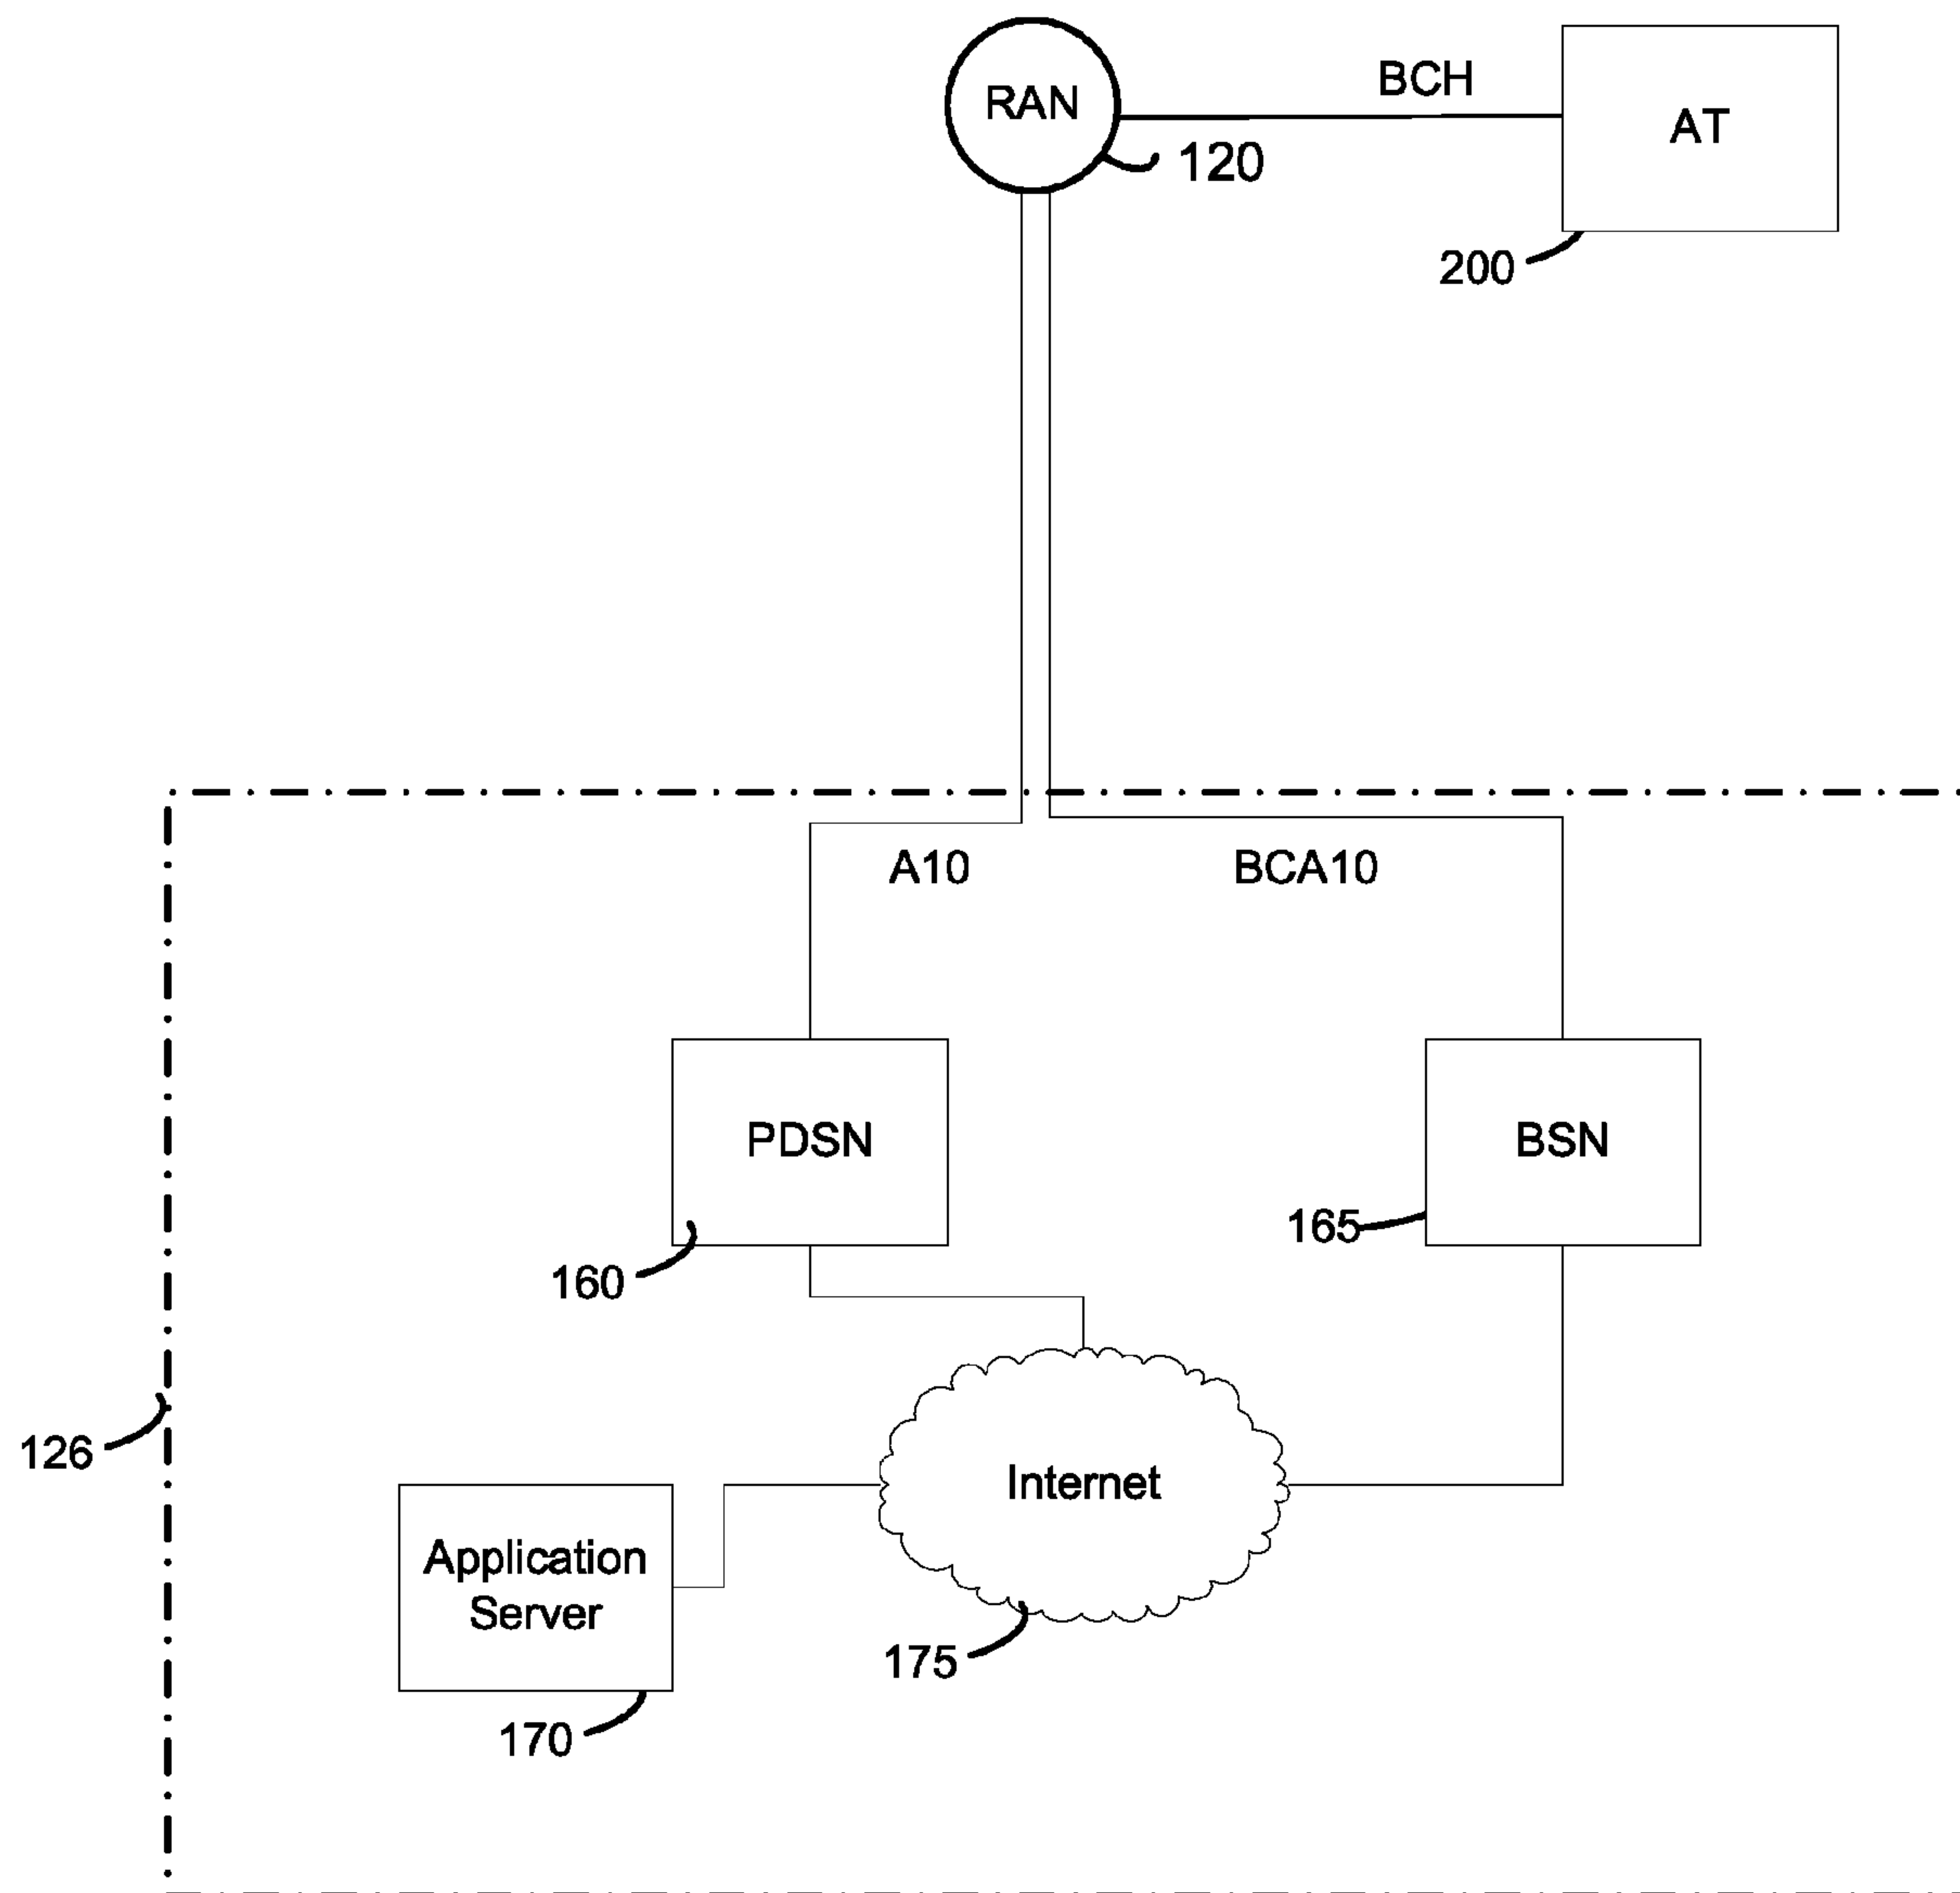 RAN
BCH
AT
120
200
A10
BCA10
PDSN
BSN
165
160
126
Internet
Application
Server
175
170